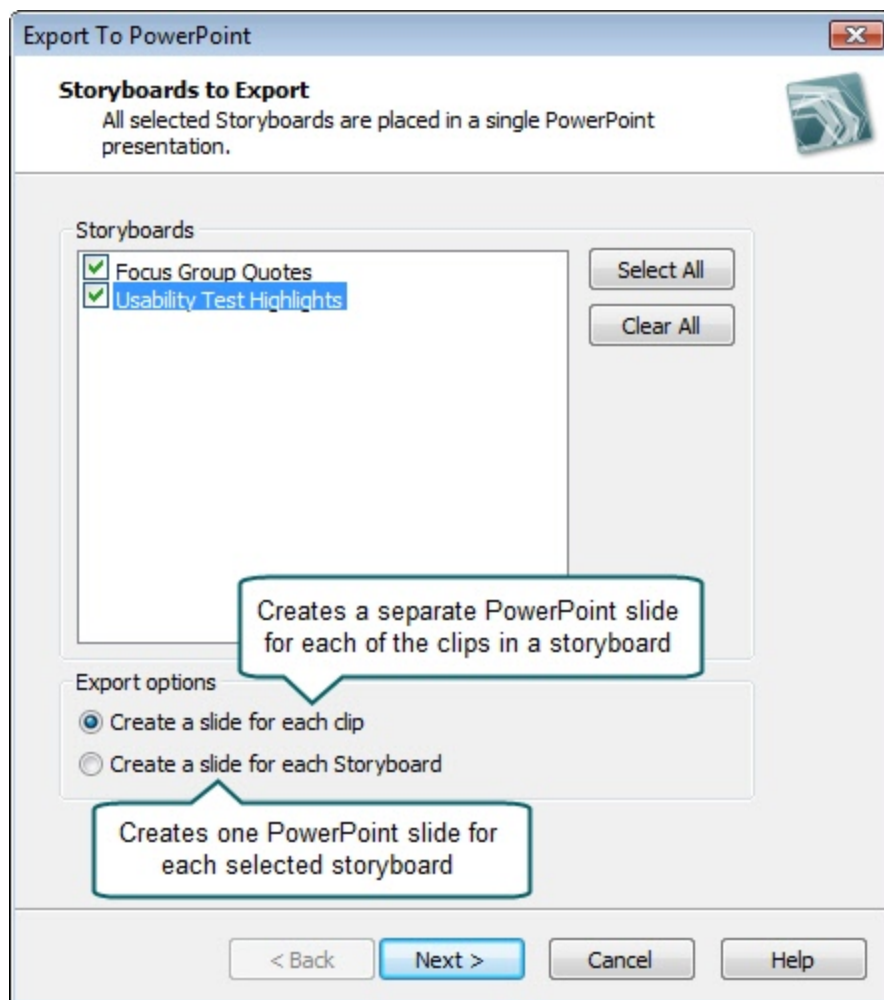 Export To PowerPoint
Storyboards to Export
All selected Storyboards are placed in a single PowerPoint
presentation.
Storyboards
Focus Group Quotes
Usability Test Highlights
Select All
Clear All
Creates a separate PowerPoint slide
for each of the clips in a storyboard
Export options
Create a slide for each clip
Create a slide for each Storyboard
Creates one PowerPoint slide for
each selected storyboard
< Back
Next >
Cancel
Help